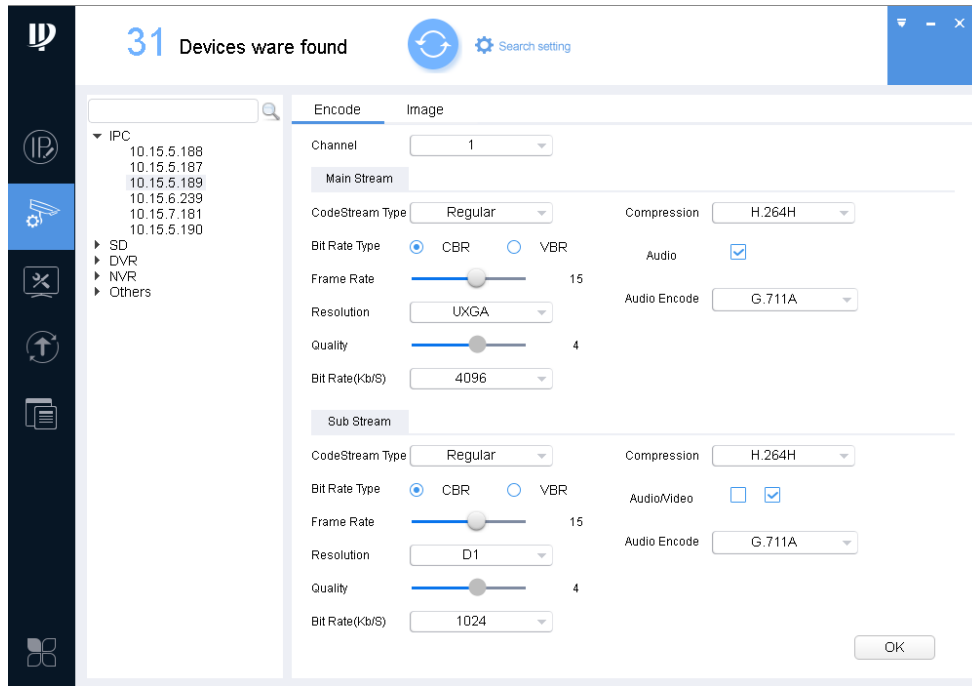 31 Devices ware found
Search setting
IPC
10.15.5.188
10.15.5.187
10.15.5.189
10.15.6.239
10.15.7.181
10.15.5.190
SD
DVR
NVR
Others
Encode Image
Channel 1
Main Stream
CodeStream Type Regular Compression H.264H
Bit Rate Type CBR VBR Audio
Frame Rate 15
Audio Encode G.711A
Resolution UXGA
Quality 4
Bit Rate(Kb/S) 4096
Sub Stream
CodeStream Type Regular Compression H.264H
Bit Rate Type CBR VBR Audio/Video
Frame Rate 15
Audio Encode G.711A
Resolution D1
Quality 4
Bit Rate(Kb/S) 1024
OK
IP